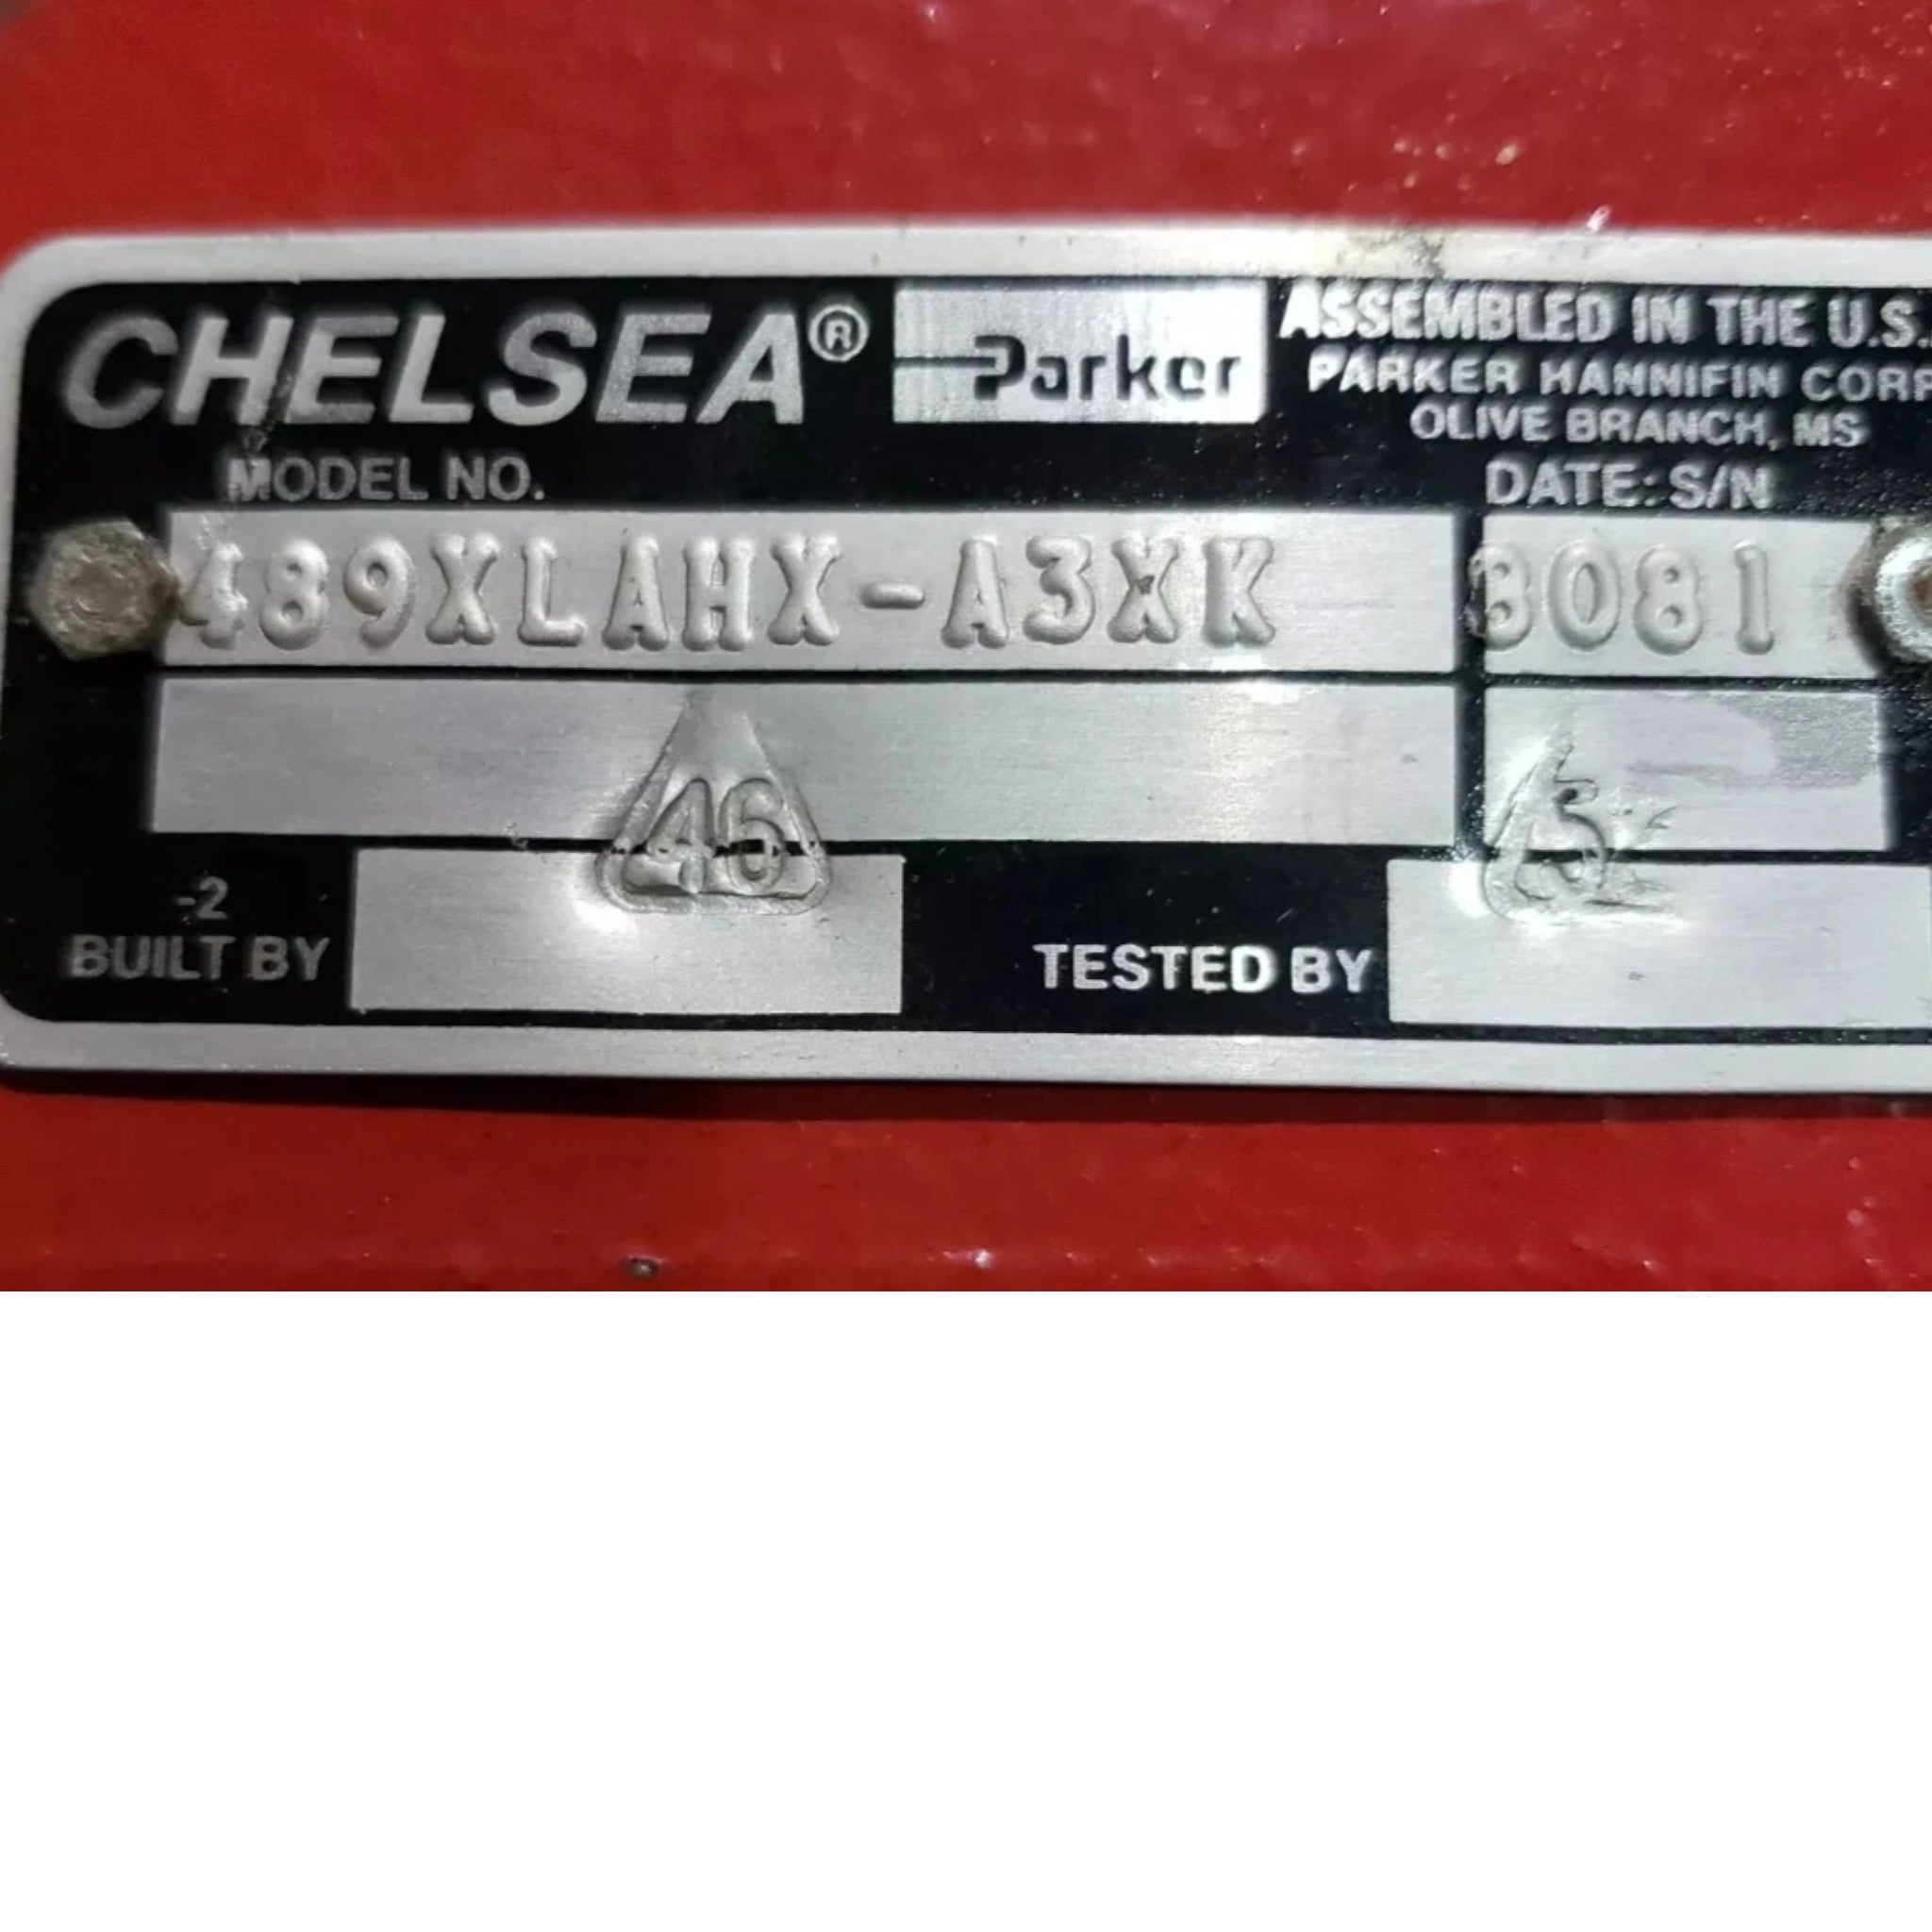 CHELSEA® Parker ASSEMBLED IN THE U.S.
PARKER HANNIFIN CORP
OLIVE BRANCH, MS
MODEL NO. DATE: S/N
489XLAHX-A3XK 3081
46 5
-2
BUILT BY TESTED BY